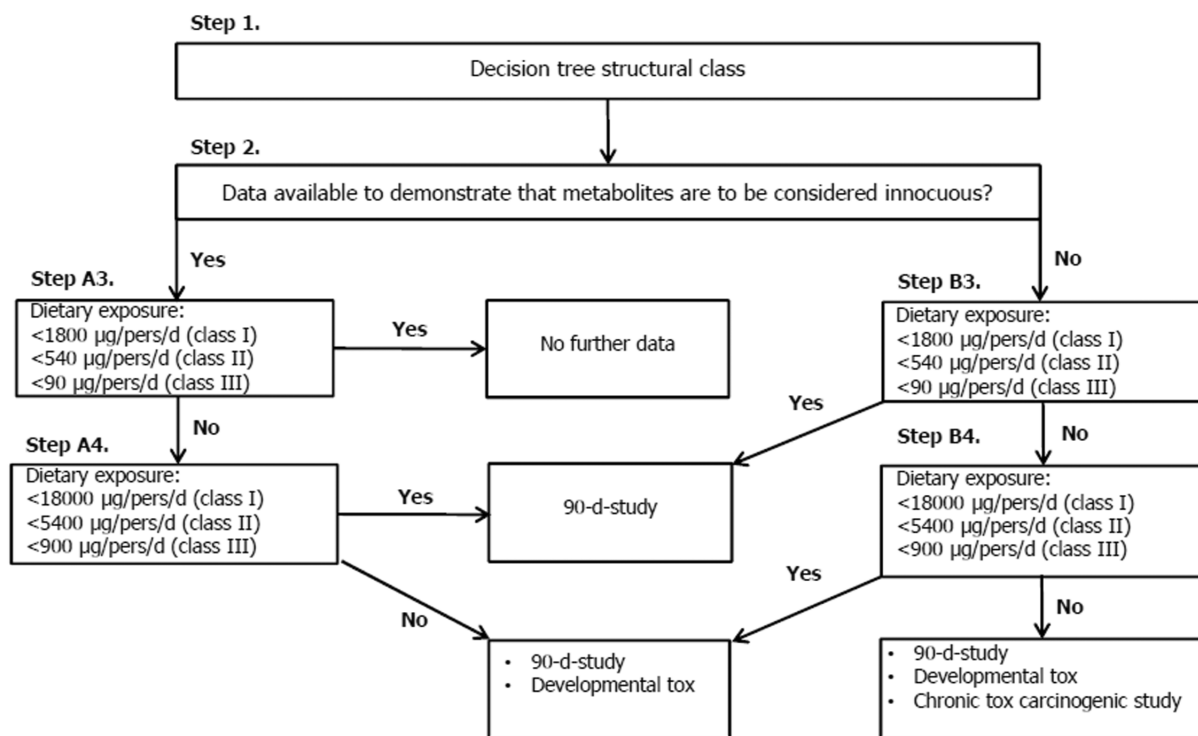 Step 1.
Decision tree structural class
Step 2.
Data available to demonstrate that metabolites are to be considered innocuous?
Yes
No
Step A3.
Dietary exposure:
<1800 µg/pers/d (class I)
<540 µg/pers/d (class II)
<90 µg/pers/d (class III)
Yes
No further data
Step B3.
Dietary exposure:
<1800 µg/pers/d (class I)
<540 µg/pers/d (class II)
<90 µg/pers/d (class III)
No
Yes
No
Step A4.
Dietary exposure:
<18000 µg/pers/d (class I)
<5400 µg/pers/d (class II)
<900 µg/pers/d (class III)
Yes
90-d-study
Step B4.
Dietary exposure:
<18000 µg/pers/d (class I)
<5400 µg/pers/d (class II)
<900 µg/pers/d (class III)
No
Yes
No
• 90-d-study
• Developmental tox
• 90-d-study
• Developmental tox
• Chronic tox carcinogenic study